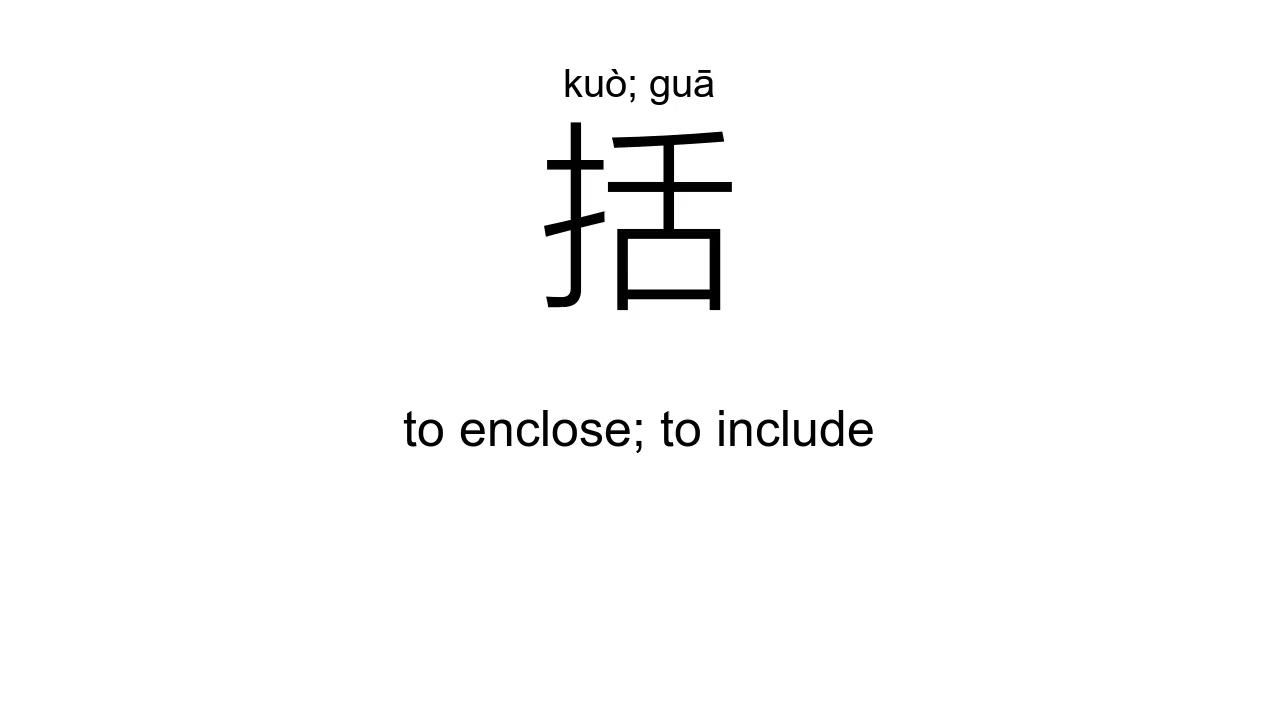 kuò; guā
括
to enclose; to include